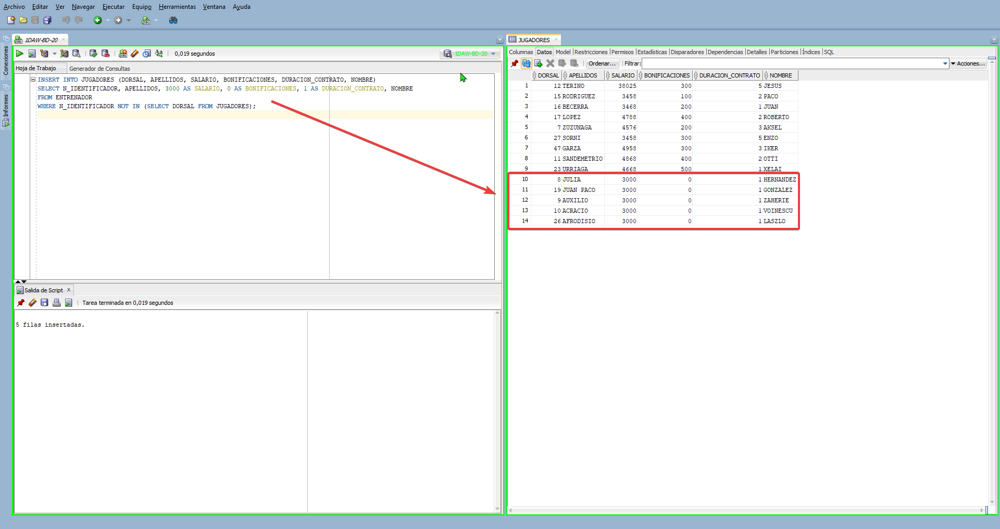 Archivo Editar Ver Navegar Ejecutar Equipo Herramientas Ventana Ayuda
Conexiones
Informes
1DAW-BD-20
0,019 segundos
1DAW-BD-20
Hoja de Trabajo Generador de Consultas
INSERT INTO JUGADORES (DORSAL, APELLIDOS, SALARIO, BONIFICACIONES, DURACION_CONTRATO, NOMBRE)
SELECT N_IDENTIFICADOR, APELLIDOS, 3000 AS SALARIO, 0 AS BONIFICACIONES, 1 AS DURACION_CONTRATO, NOMBRE
FROM ENTRENADOR
WHERE N_IDENTIFICADOR NOT IN (SELECT DORSAL FROM JUGADORES);
Salida de Script x
Tarea terminada en 0,019 segundos
5 filas insertadas.
JUGADORES
Columnas Datos Model Restricciones Permisos Estadísticas Disparadores Dependencias Detalles Particiones Índices SQL
Ordenar... Filtrar: Acciones...
DORSAL APELLIDOS SALARIO BONIFICACIONES DURACION_CONTRATO NOMBRE
1 12 TERINO 38025 300 5 JESUS
2 15 RODRIGUEZ 3458 100 2 PACO
3 16 BECERRA 3468 200 1 JUAN
4 17 LOPEZ 4788 400 2 ROBERTO
5 7 ZUZUNAGA 4576 200 3 AKSEL
6 27 SORNI 3458 300 5 ENZO
7 47 GARZA 4958 300 3 IKER
8 11 SANDEMETRIO 4868 400 2 OTTI
9 23 URRIAGA 4668 500 1 XELAI
10 8 JULIA 3000 0 1 HERNANDEZ
11 19 JUAN PACO 3000 0 1 GONZALEZ
12 9 AUXILIO 3000 0 1 ZAHERIE
13 10 ACRACIO 3000 0 1 VOINESCU
14 26 AFRODISIO 3000 0 1 LASZLO